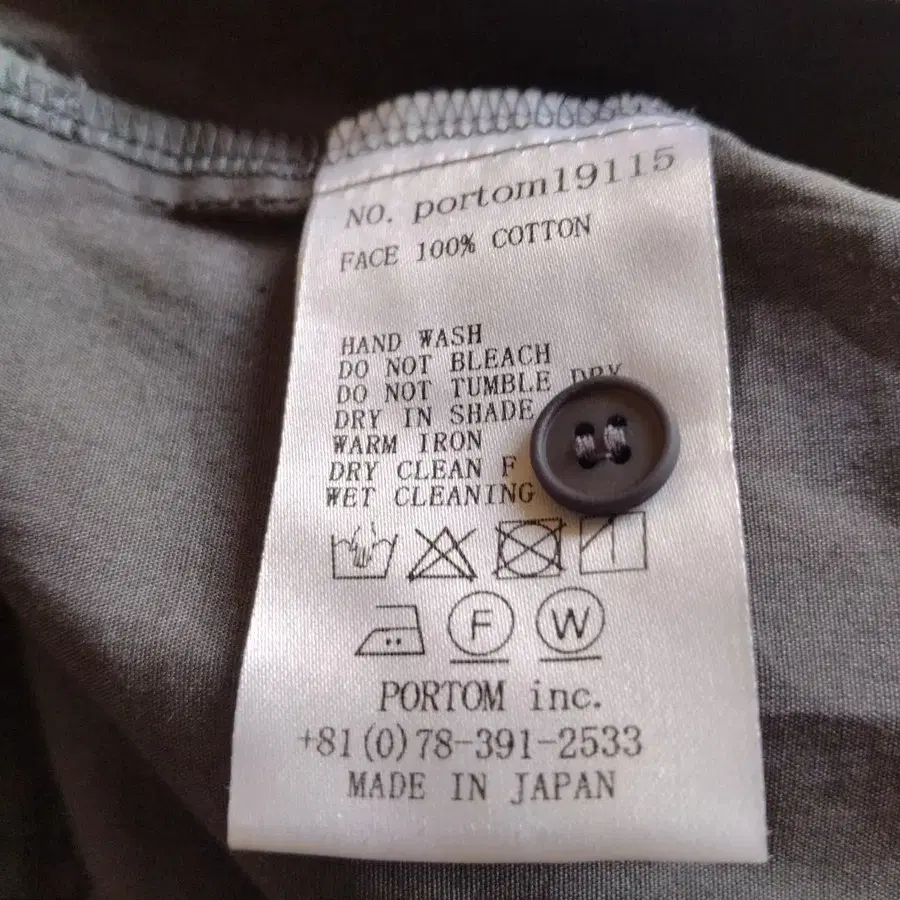 NO. portom19115
FACE 100% COTTON
HAND WASH
DO NOT BLEACH
DO NOT TUMBLE DRY
DRY IN SHADE
WARM IRON
DRY CLEAN F
WET CLEANING
F W
PORTOM inc.
+81(0)78-391-2533
MADE IN JAPAN